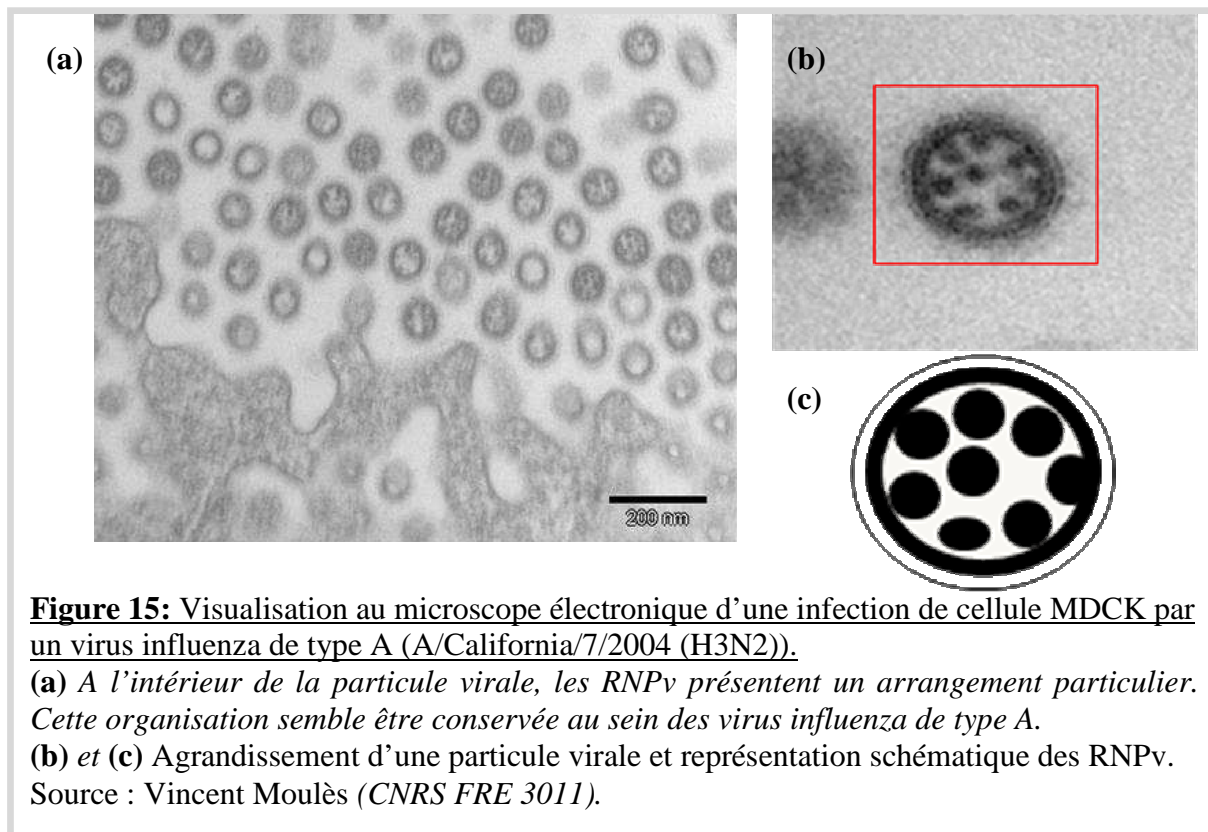 (a)
(b)
(c)
200 nm
Figure 15: Visualisation au microscope électronique d’une infection de cellule MDCK par
un virus influenza de type A (A/California/7/2004 (H3N2)).
(a) A l’intérieur de la particule virale, les RNPv présentent un arrangement particulier.
Cette organisation semble être conservée au sein des virus influenza de type A.
(b) et (c) Agrandissement d’une particule virale et représentation schématique des RNPv.
Source : Vincent Moulès (CNRS FRE 3011).